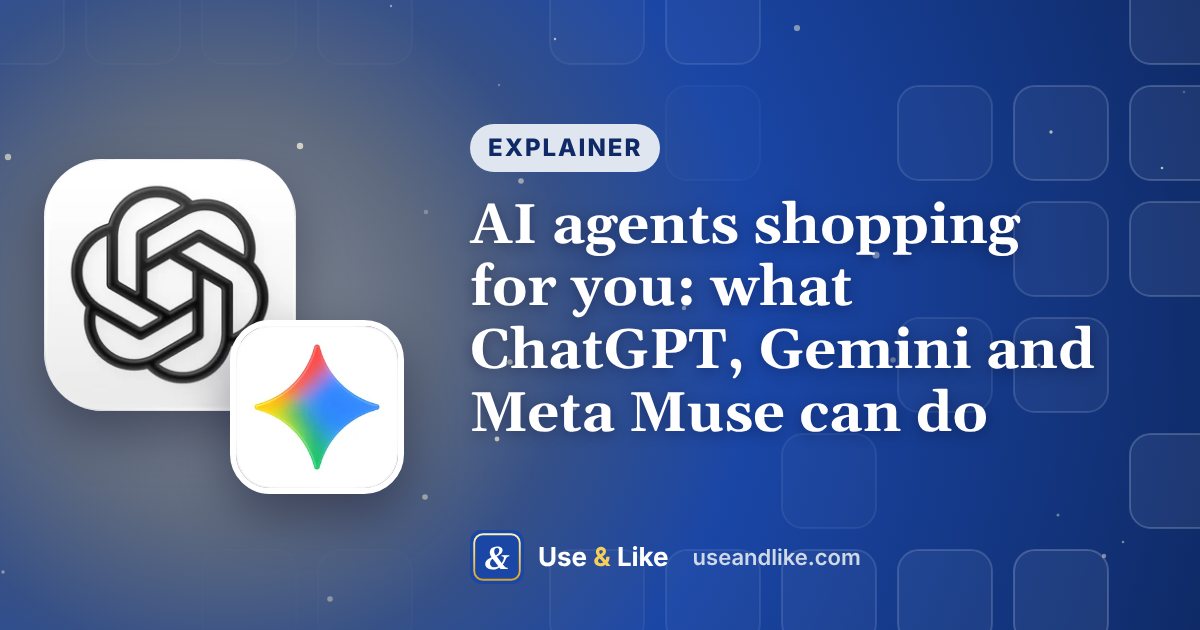 EXPLAINER
AI agents shopping
for you: what
ChatGPT, Gemini and
Meta Muse can do
& Use & Like useandlike.com